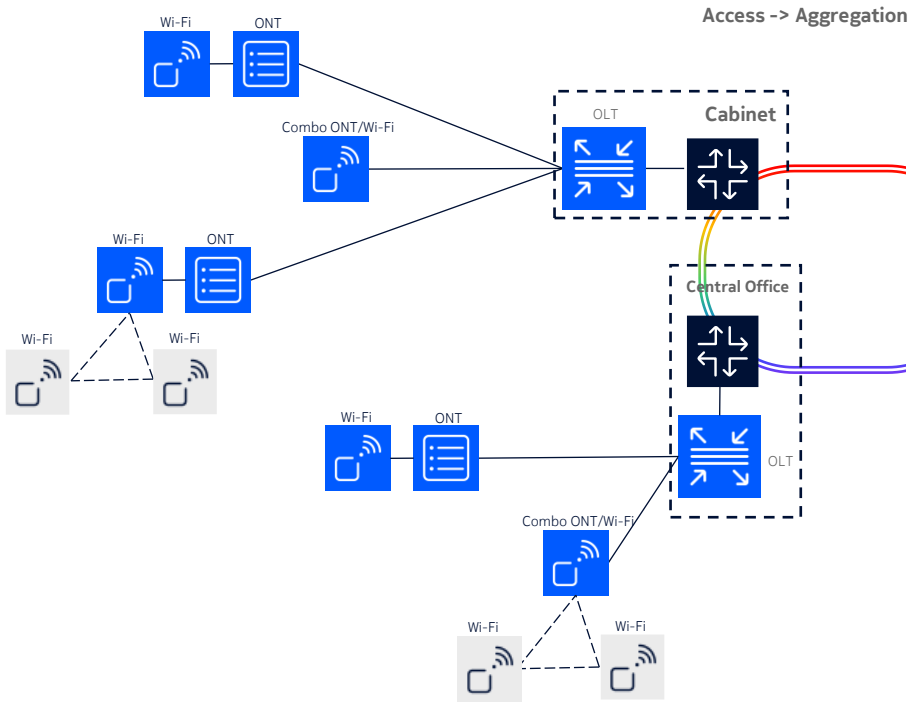 Access -> Aggregation
Wi-Fi
ONT
Combo ONT/Wi-Fi
OLT
Cabinet
Wi-Fi
ONT
Wi-Fi
Wi-Fi
Central Office
Wi-Fi
ONT
OLT
Combo ONT/Wi-Fi
Wi-Fi
Wi-Fi